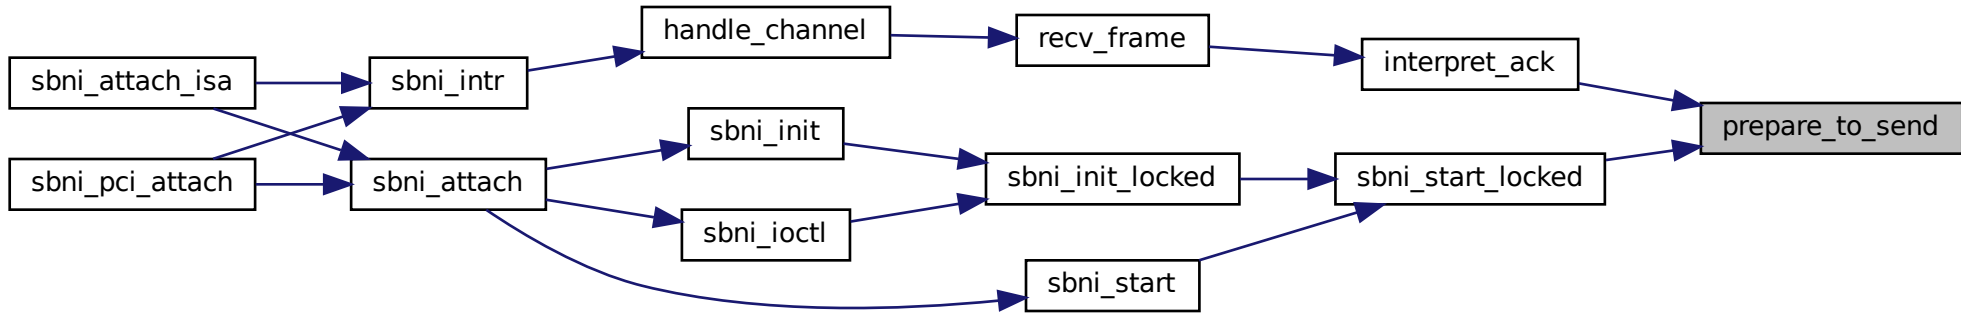 handle_channel
recv_frame
interpret_ack
sbni_attach_isa
sbni_intr
prepare_to_send
sbni_init
sbni_pci_attach
sbni_attach
sbni_init_locked
sbni_start_locked
sbni_ioctl
sbni_start